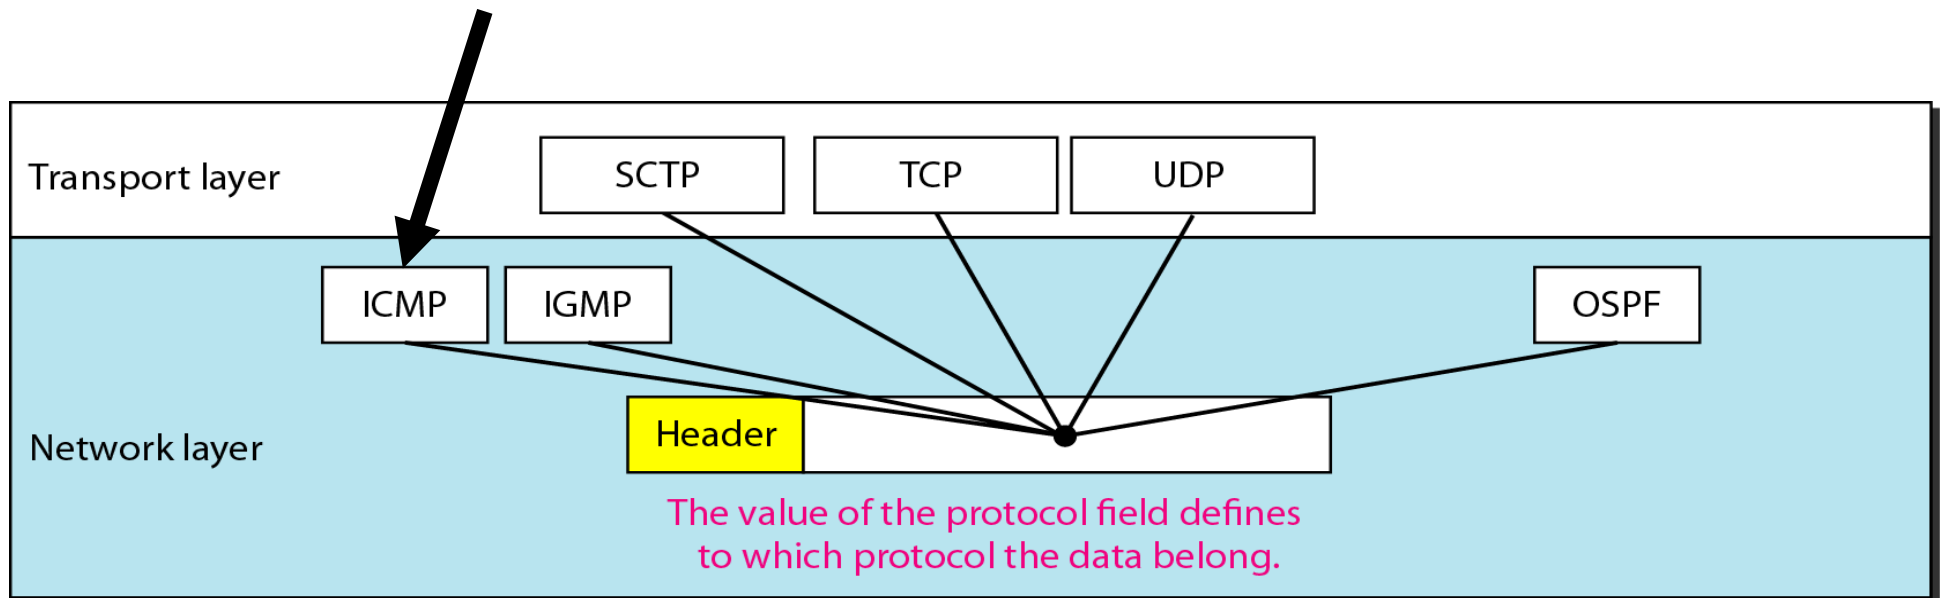 Transport layer
SCTP
TCP
UDP
ICMP
IGMP
OSPF
Network layer
Header
The value of the protocol field defines
to which protocol the data belong.